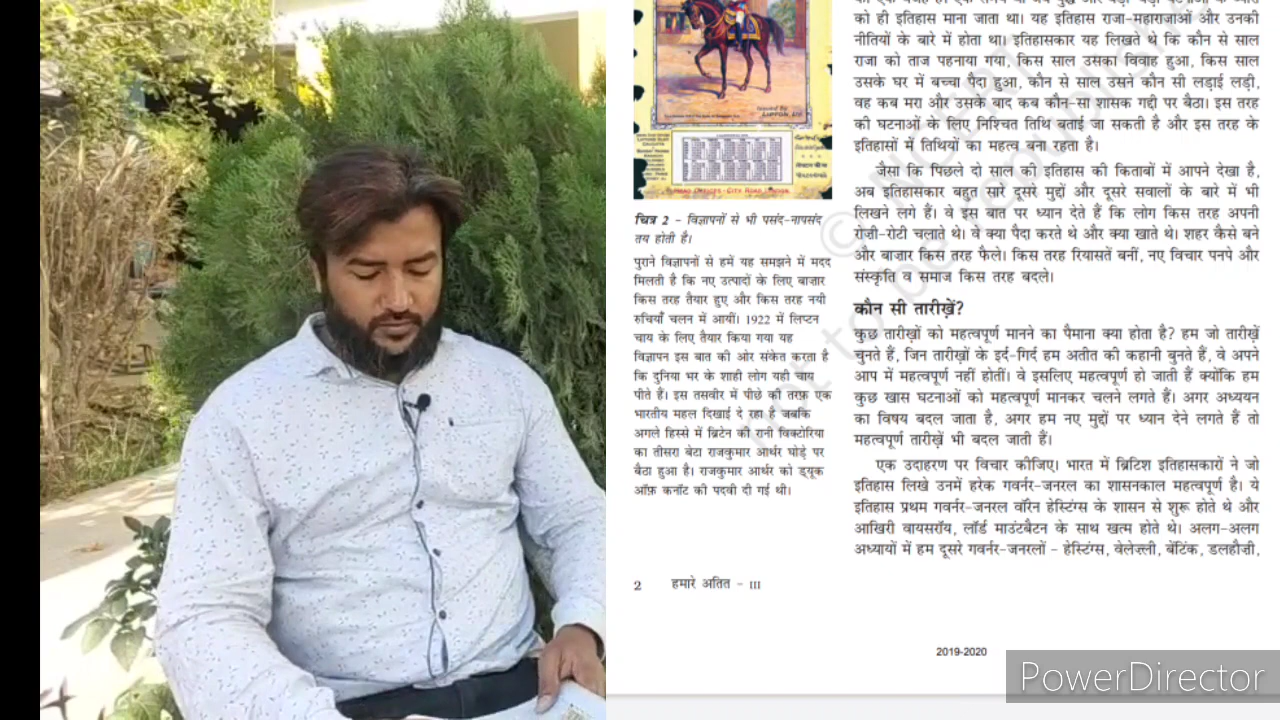 LIPTON LTD
चित्र 2 – विज्ञापनों से भी पसंद-नापसंद
तय होती है।
पुराने विज्ञापनों से हमें यह समझने में मदद
मिलती है कि नए उत्पादों के लिए बाज़ार
किस तरह तैयार हुए और किस तरह नयी
रुचियाँ चलन में आयीं। 1922 में लिप्टन
चाय के लिए तैयार किया गया यह
विज्ञापन इस बात की ओर संकेत करता है
कि दुनिया भर के शाही लोग यही चाय
पीते हैं। इस तसवीर में पीछे की तरफ़ एक
भारतीय महल दिखाई दे रहा है जबकि
अगले हिस्से में ब्रिटेन की रानी विक्टोरिया
का तीसरा बेटा राजकुमार आर्थर घोड़े पर
बैठा हुआ है। राजकुमार आर्थर को ड्यूक
ऑफ़ कनॉट की पदवी दी गई थी।
2 हमारे अतित – III
को ही इतिहास माना जाता था। यह इतिहास राजा-महाराजाओं और उनकी
नीतियों के बारे में होता था। इतिहासकार यह लिखते थे कि कौन से साल
राजा को ताज पहनाया गया, किस साल उसका विवाह हुआ, किस साल
उसके घर में बच्चा पैदा हुआ, कौन से साल उसने कौन सी लड़ाई लड़ी,
वह कब मरा और उसके बाद कब कौन-सा शासक गद्दी पर बैठा। इस तरह
की घटनाओं के लिए निश्चित तिथि बताई जा सकती है और इस तरह के
इतिहासों में तिथियों का महत्व बना रहता है।
जैसा कि पिछले दो साल की इतिहास की किताबों में आपने देखा है,
अब इतिहासकार बहुत सारे दूसरे मुद्दों और दूसरे सवालों के बारे में भी
लिखने लगे हैं। वे इस बात पर ध्यान देते हैं कि लोग किस तरह अपनी
रोज़ी-रोटी चलाते थे। वे क्या पैदा करते थे और क्या खाते थे। शहर कैसे बने
और बाज़ार किस तरह फैले। किस तरह रियासतें बनीं, नए विचार पनपे और
संस्कृति व समाज किस तरह बदले।
कौन सी तारीख़ें?
कुछ तारीख़ों को महत्वपूर्ण मानने का पैमाना क्या होता है? हम जो तारीख़ें
चुनते हैं, जिन तारीख़ों के इर्द-गिर्द हम अतीत की कहानी बुनते हैं, वे अपने
आप में महत्वपूर्ण नहीं होतीं। वे इसलिए महत्वपूर्ण हो जाती हैं क्योंकि हम
कुछ खास घटनाओं को महत्वपूर्ण मानकर चलने लगते हैं। अगर अध्ययन
का विषय बदल जाता है, अगर हम नए मुद्दों पर ध्यान देने लगते हैं तो
महत्वपूर्ण तारीख़ें भी बदल जाती हैं।
एक उदाहरण पर विचार कीजिए। भारत में ब्रिटिश इतिहासकारों ने जो
इतिहास लिखे उनमें हरेक गवर्नर-जनरल का शासनकाल महत्वपूर्ण है। ये
इतिहास प्रथम गवर्नर-जनरल वॉरेन हेस्टिंग्स के शासन से शुरू होते थे और
आखिरी वायसरॉय, लॉर्ड माउंटबैटन के साथ खत्म होते थे। अलग-अलग
अध्यायों में हम दूसरे गवर्नर-जनरलों – हेस्टिंग्स, वेलेज़्ली, बेंटिंक, डलहौज़ी,
2019-2020
PowerDirector